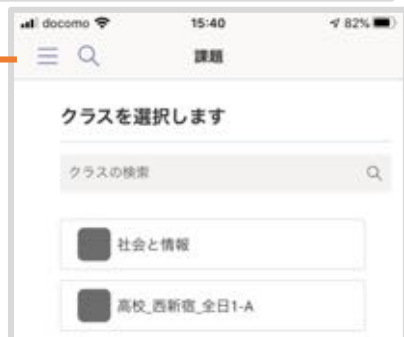 docomo 15:40 82%
課題
クラスを選択します
クラスの検索
社会と情報
高校_西新宿_全日1-A